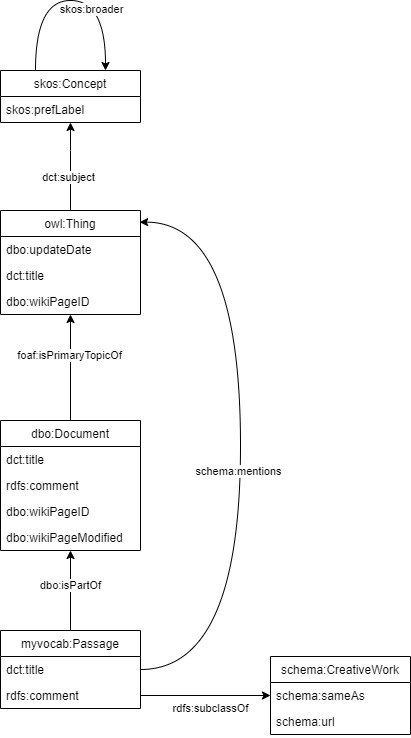 skos:broader
skos:Concept
skos:prefLabel
dct:subject
owl:Thing
dbo:updateDate
dct:title
dbo:wikiPageID
foaf:isPrimaryTopicOf
dbo:Document
dct:title
rdfs:comment
dbo:wikiPageID
dbo:wikiPageModified
schema:mentions
dbo:isPartOf
myvocab:Passage
dct:title
rdfs:comment
rdfs:subclassOf
schema:CreativeWork
schema:sameAs
schema:url